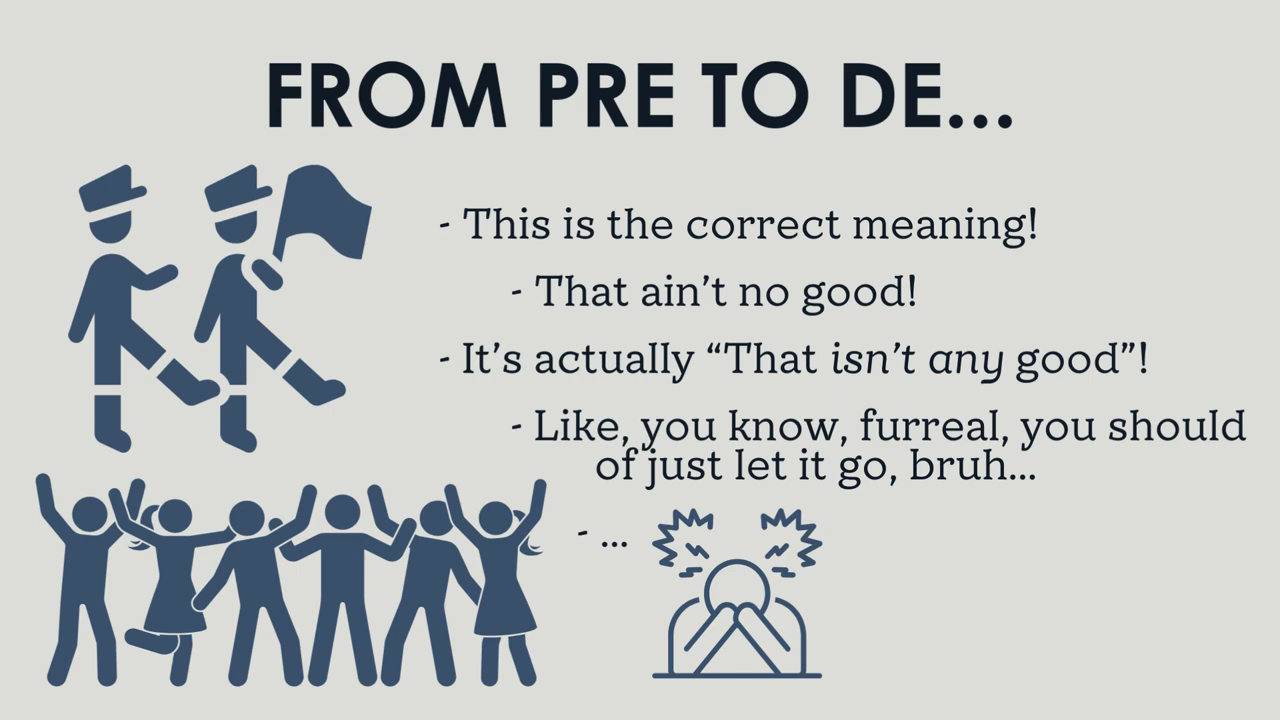 FROM PRE TO DE...
- This is the correct meaning!
- That ain’t no good!
- It’s actually “That isn’t any good”!
- Like, you know, furreal, you should
of just let it go, bruh...
- ...